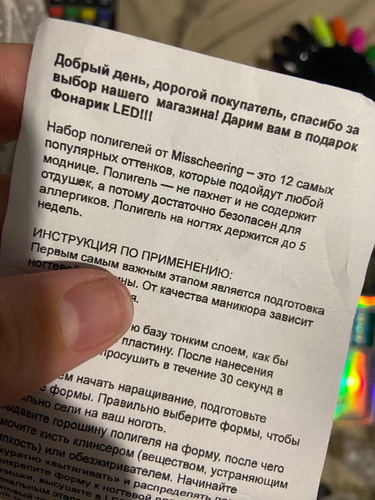 Добрый день, дорогой покупатель, спасибо за
выбор нашего магазина! Дарим вам в подарок
Фонарик LED!!!
Набор полигелей от Misscheering – это 12 самых
популярных оттенков, которые подойдут любой
моднице. Полигель — не пахнет и не содержит
отдушек, а потому достаточно безопасен для
аллергиков. Полигель на ногтях держится до 5
недель.
ИНСТРУКЦИЯ ПО ПРИМЕНЕНИЮ:
Первым самым важным этапом является подготовка
От качества маникюра зависит
базу тонким слоем, как бы
пластину. После нанесения
просушить в течение 30 секунд в
начать наращивание, подготовьте
формы. Правильно выберите формы, чтобы
сели на ваш ноготь.
горошину полигеля на форму, после чего
кисть клинсером (веществом, устраняющим
или обезжиривателем. Начинайте
«вытягивать» и распределять
форму к ногтевой